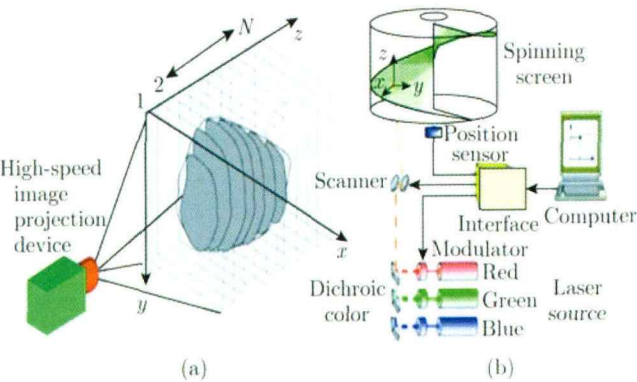 N
z
2
1
High-speed
image
projection
device
x
y
(a)
z
x
y
Spinning
screen
Position
sensor
Scanner
Interface
Computer
Modulator
Red
Dichroic
color
Green
Laser
source
Blue
(b)